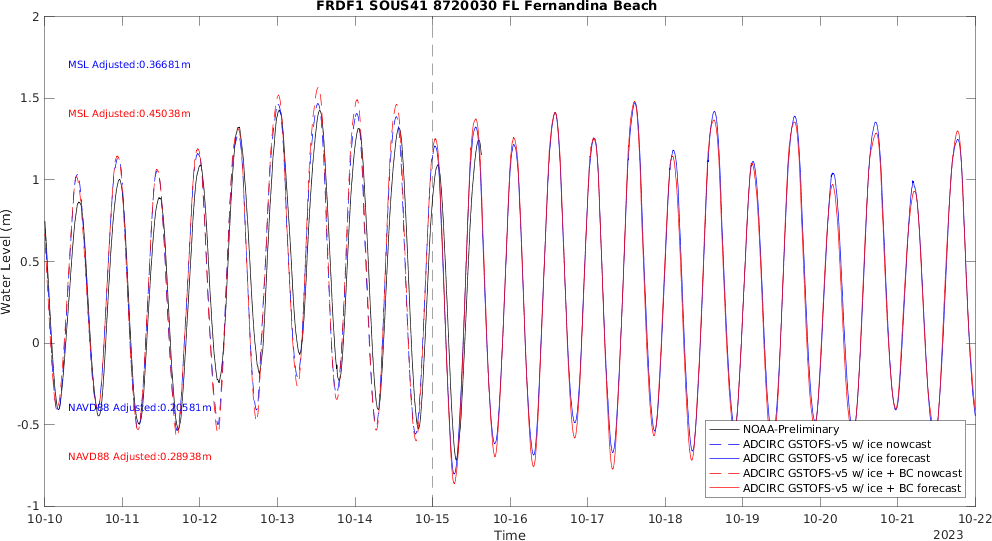 FRDF1 SOUS41 8720030 FL Fernandina Beach
2
1.5
1
0.5
0
-0.5
-1
Water Level (m)
MSL Adjusted:0.36681m
MSL Adjusted:0.45038m
NAVD88 Adjusted:0.20581m
NAVD88 Adjusted:0.28938m
NOAA-Preliminary
ADCIRC GSTOFS-v5 w/ ice nowcast
ADCIRC GSTOFS-v5 w/ ice forecast
ADCIRC GSTOFS-v5 w/ ice + BC nowcast
ADCIRC GSTOFS-v5 w/ ice + BC forecast
10-10 10-11 10-12 10-13 10-14 10-15 10-16 10-17 10-18 10-19 10-20 10-21 10-22
Time
2023